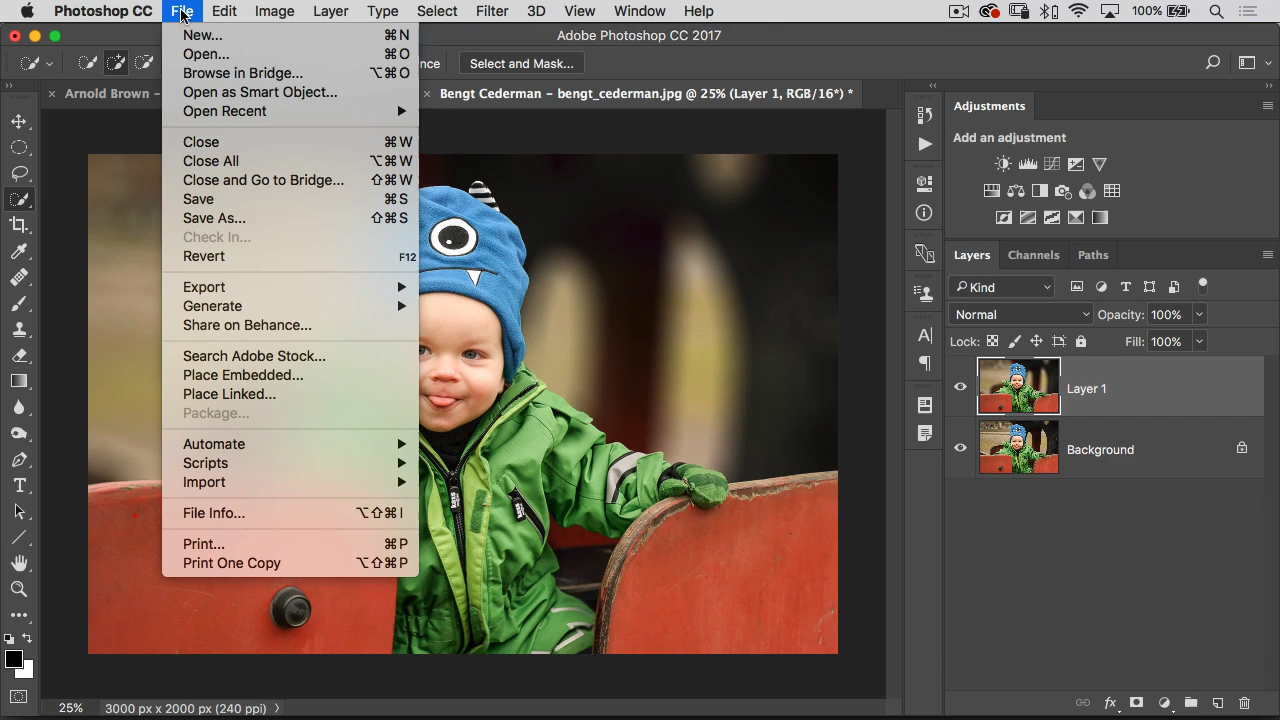 Photoshop CC File Edit Image Layer Type Select Filter 3D View Window Help 100%
Adobe Photoshop CC 2017
nce Select and Mask...
Arnold Brown – × Bengt Cederman – bengt_cederman.jpg @ 25% (Layer 1, RGB/16*) *
New... ⌘N
Open... ⌘O
Browse in Bridge... ⌥⌘O
Open as Smart Object...
Open Recent
Close ⌘W
Close All ⌥⌘W
Close and Go to Bridge... ⇧⌘W
Save ⌘S
Save As... ⇧⌘S
Check In...
Revert F12
Export
Generate
Share on Behance...
Search Adobe Stock...
Place Embedded...
Place Linked...
Package...
Automate
Scripts
Import
File Info... ⌥⇧⌘I
Print... ⌘P
Print One Copy ⌥⇧⌘P
Adjustments
Add an adjustment
Layers Channels Paths
Kind
Normal Opacity: 100%
Lock: Fill: 100%
Layer 1
Background
fx
25% 3000 px x 2000 px (240 ppi)